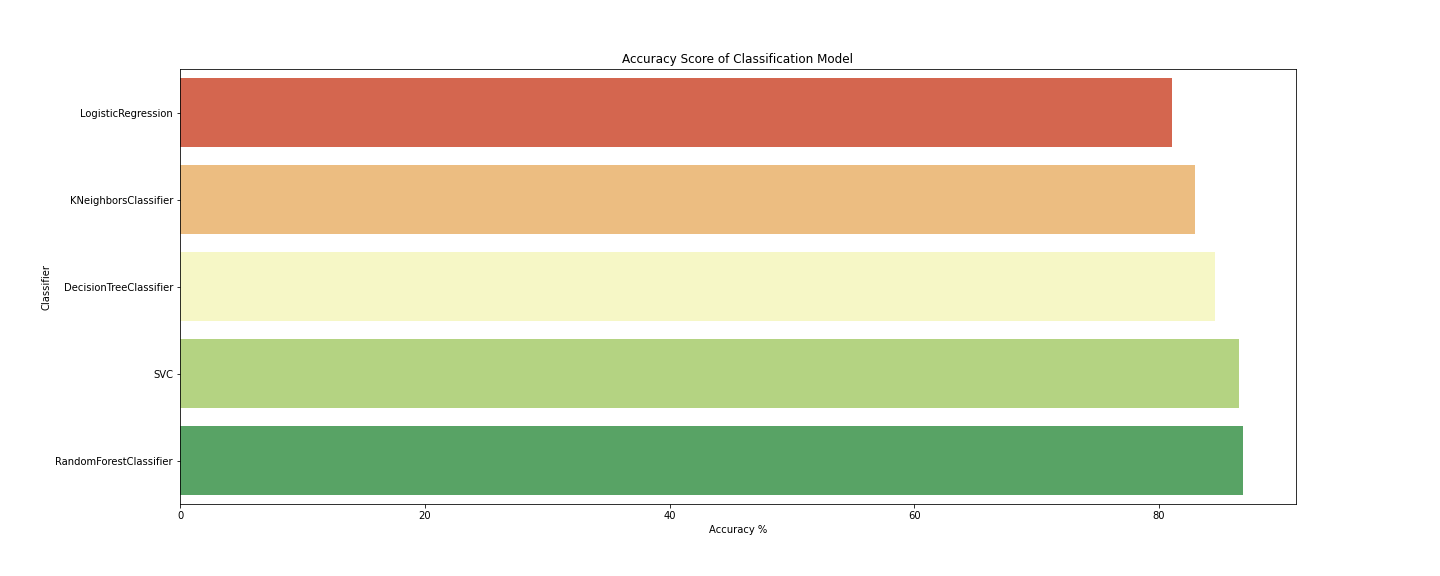 Accuracy Score of Classification Model
Classifier
LogisticRegression
KNeighborsClassifier
DecisionTreeClassifier
SVC
RandomForestClassifier
0 20 40 60 80
Accuracy %